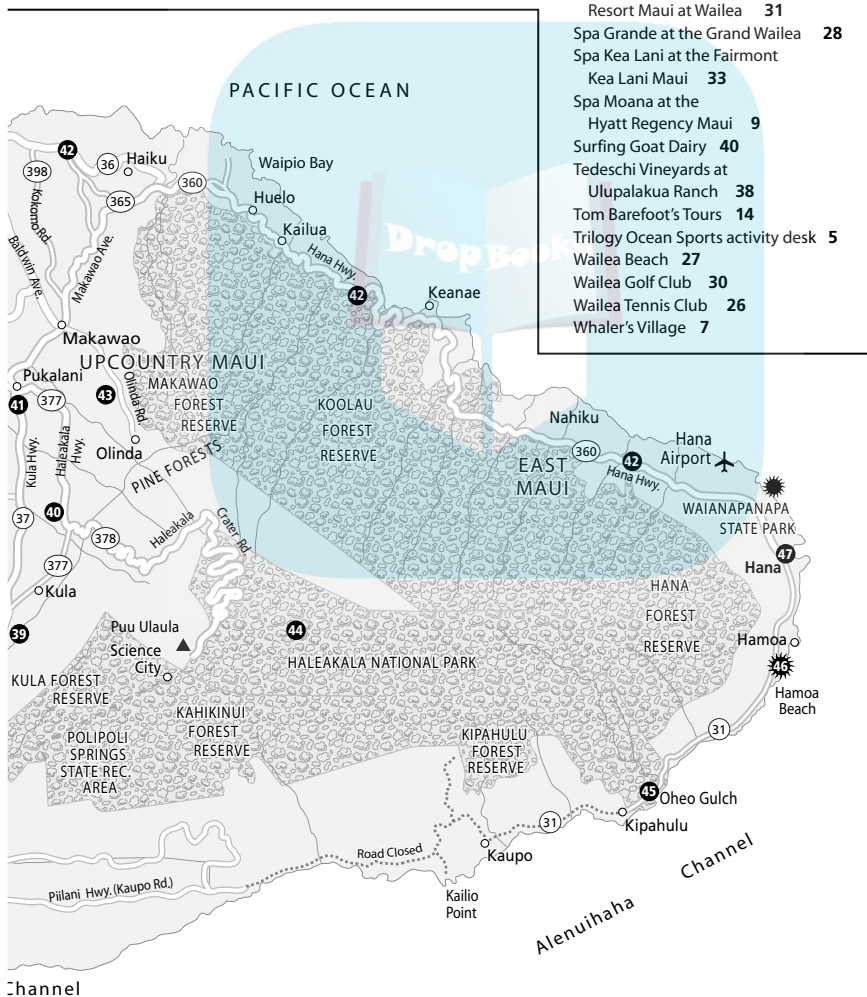 Resort Maui at Wailea 31
Spa Grande at the Grand Wailea 28
Spa Kea Lani at the Fairmont
Kea Lani Maui 33
Spa Moana at the
Hyatt Regency Maui 9
Surfing Goat Dairy 40
Tedeschi Vineyards at
Ulupalakua Ranch 38
Tom Barefoot's Tours 14
Trilogy Ocean Sports activity desk 5
Wailea Beach 27
Wailea Golf Club 30
Wailea Tennis Club 26
Whaler's Village 7
PACIFIC OCEAN
42
36
Haiku
398
Kokomo Rd.
365
360
Waipio Bay
Huelo
Kailua
Hana Hwy.
42
Keanae
Drop Book
Baldwin Ave.
Makawao Ave.
Makawao
UPCOUNTRY MAUI
Pukalani
41
377
43
Olinda Rd
MAKAWAO
FOREST
RESERVE
KOOLAU
FOREST
RESERVE
Olinda
PINE FORESTS
Kula Hwy.
Haleakala
Hwy.
Nahiku
360
EAST
MAUI
42
Hana Hwy.
Hana
Airport
WAIANAPANAPA
STATE PARK
47
Hana
37
40
378
Haleakala
Crater Rd.
377
Kula
39
Puu Ulaula
Science
City
44
HALEAKALA NATIONAL PARK
HANA
FOREST
RESERVE
Hamoa
46
Hamoa
Beach
KULA FOREST
RESERVE
KAHIKINUI
FOREST
RESERVE
POLIPOLI
SPRINGS
STATE REC.
AREA
KIPAHULU
FOREST
RESERVE
31
45
Oheo Gulch
Kipahulu
31
Kaupo
Road Closed
Piilani Hwy. (Kaupo Rd.)
Kailio
Point
Alenuihaha Channel
Channel